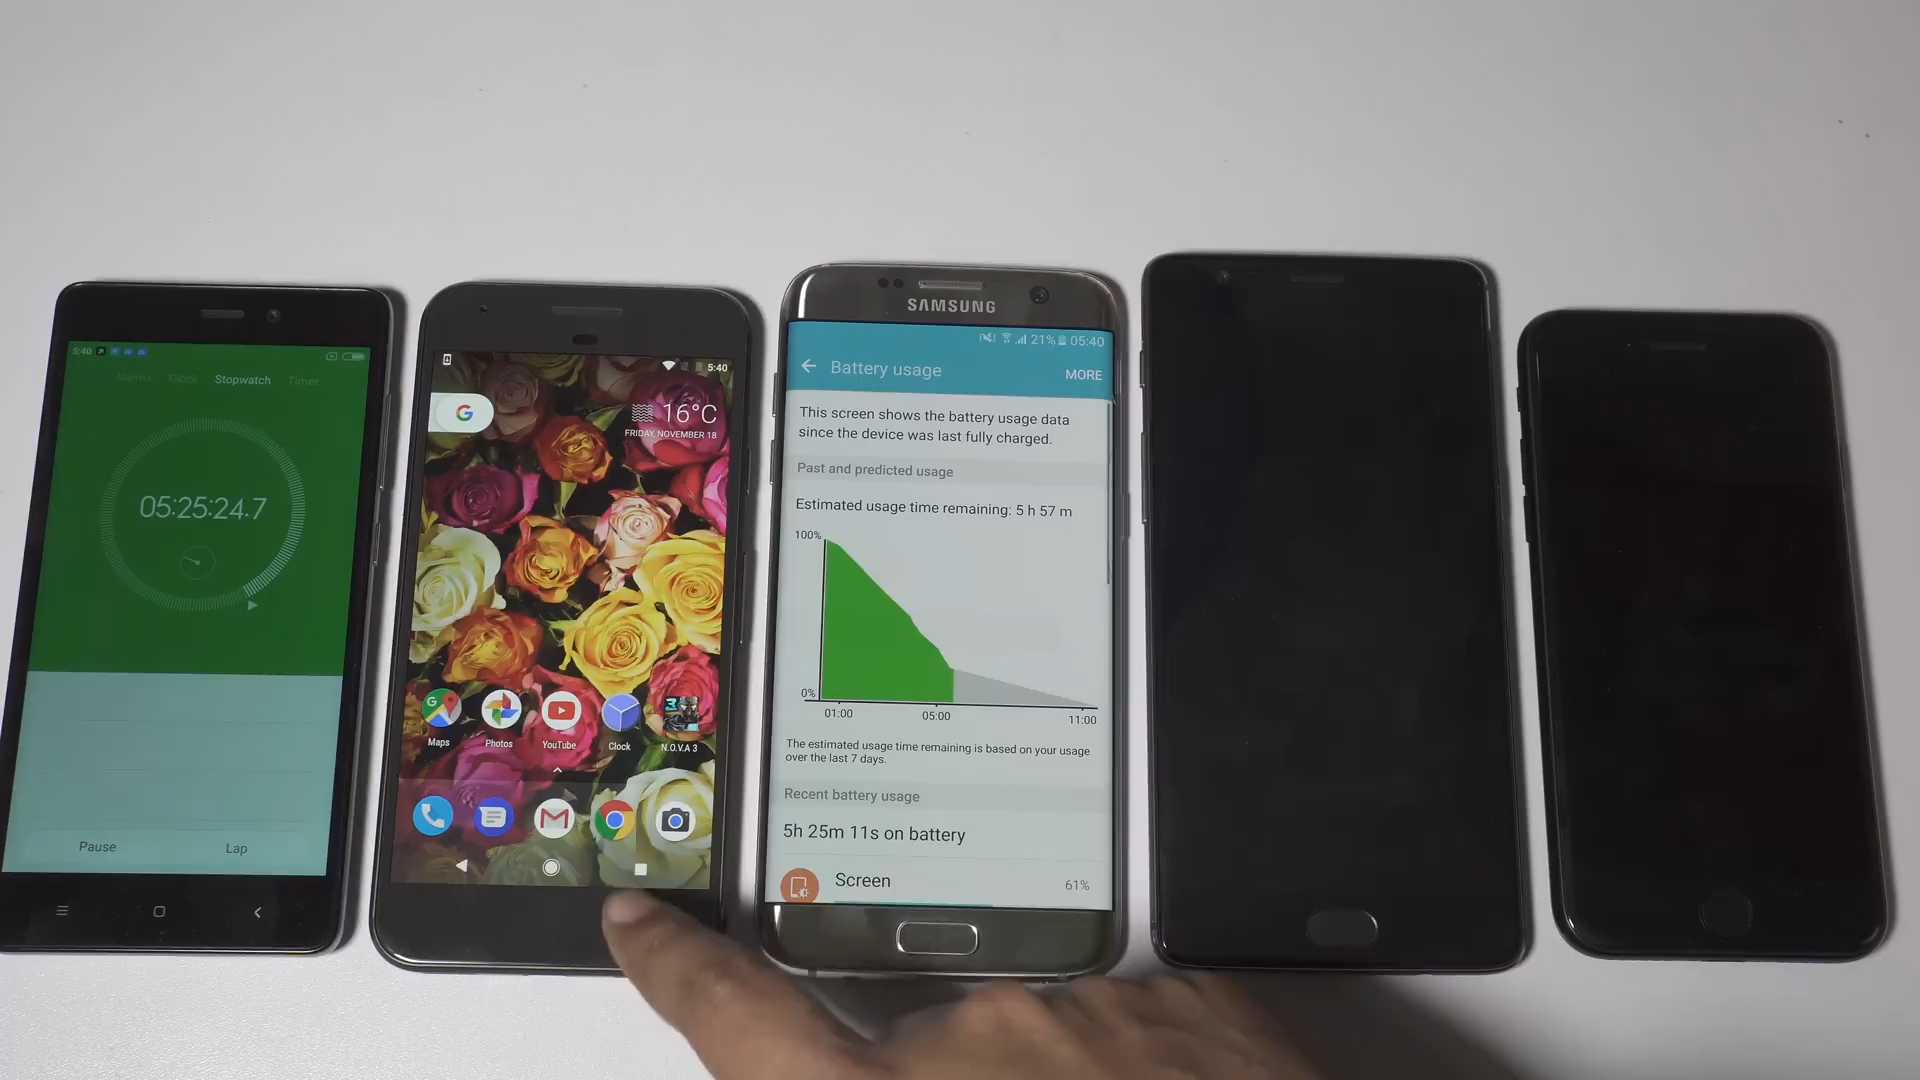 5:40
Alarms Clock Stopwatch Timer
05:25:24.7
Pause Lap
5:40
G
16°C
FRIDAY, NOVEMBER 18
Maps Photos YouTube Clock N.O.V.A 3
SAMSUNG
21% 05:40
Battery usage
MORE
This screen shows the battery usage data
since the device was last fully charged.
Past and predicted usage
Estimated usage time remaining: 5 h 57 m
100%
0%
01:00 05:00 11:00
The estimated usage time remaining is based on your usage
over the last 7 days.
Recent battery usage
5h 25m 11s on battery
Screen 61%